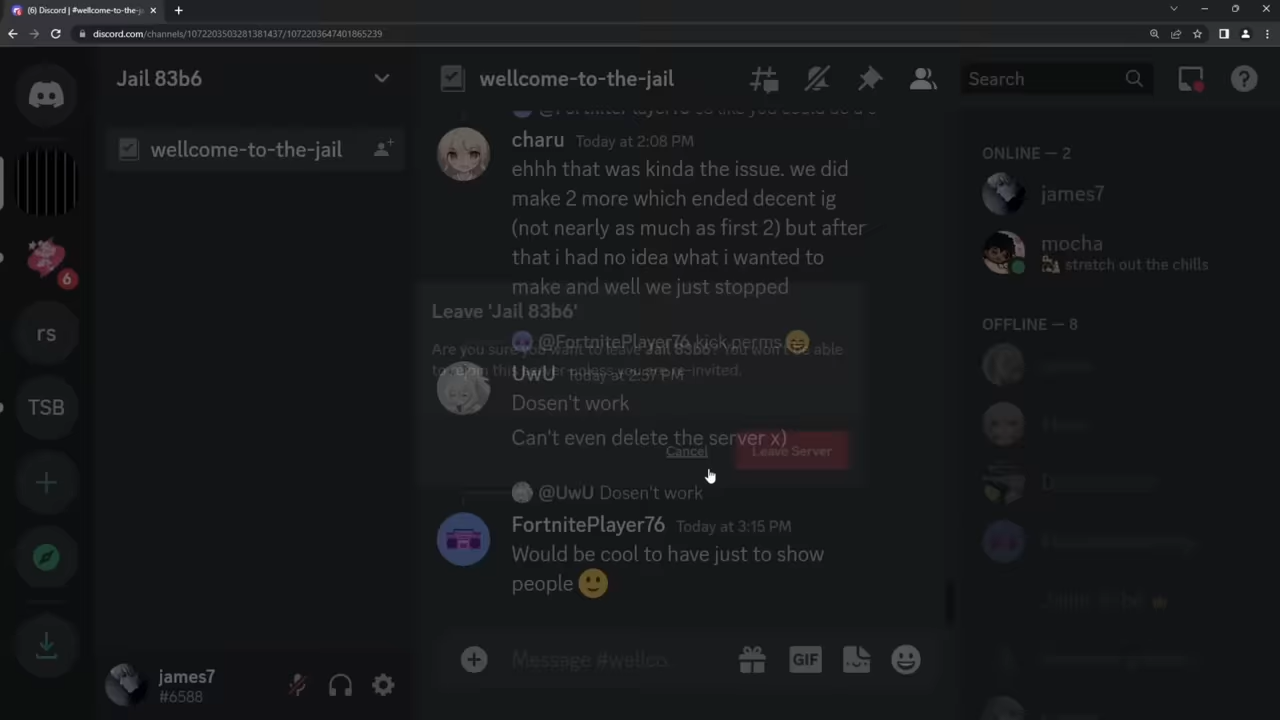 (6) Discord | #wellcome-to-the-ja
discord.com/channels/1072203503281381437/1072203647401865239
Jail 83b6
wellcome-to-the-jail
Search
wellcome-to-the-jail
6
rs
TSB
charu Today at 2:08 PM
ehhh that was kinda the issue. we did
make 2 more which ended decent ig
(not nearly as much as first 2) but after
that i had no idea what i wanted to
make and well we just stopped
Leave 'Jail 83b6'
Are you sure you want to leave Jail 83b6? You won't be able
to rejoin this server unless you are re-invited.
Cancel
Leave Server
@FortnitePlayer76 kick perms
UwU Today at 2:37 PM
Dosen't work
Can't even delete the server x)
@UwU Dosen't work
FortnitePlayer76 Today at 3:15 PM
Would be cool to have just to show
people
Message #wellco
GIF
ONLINE — 2
james7
mocha
stretch out the chills
OFFLINE — 8
james7
#6588